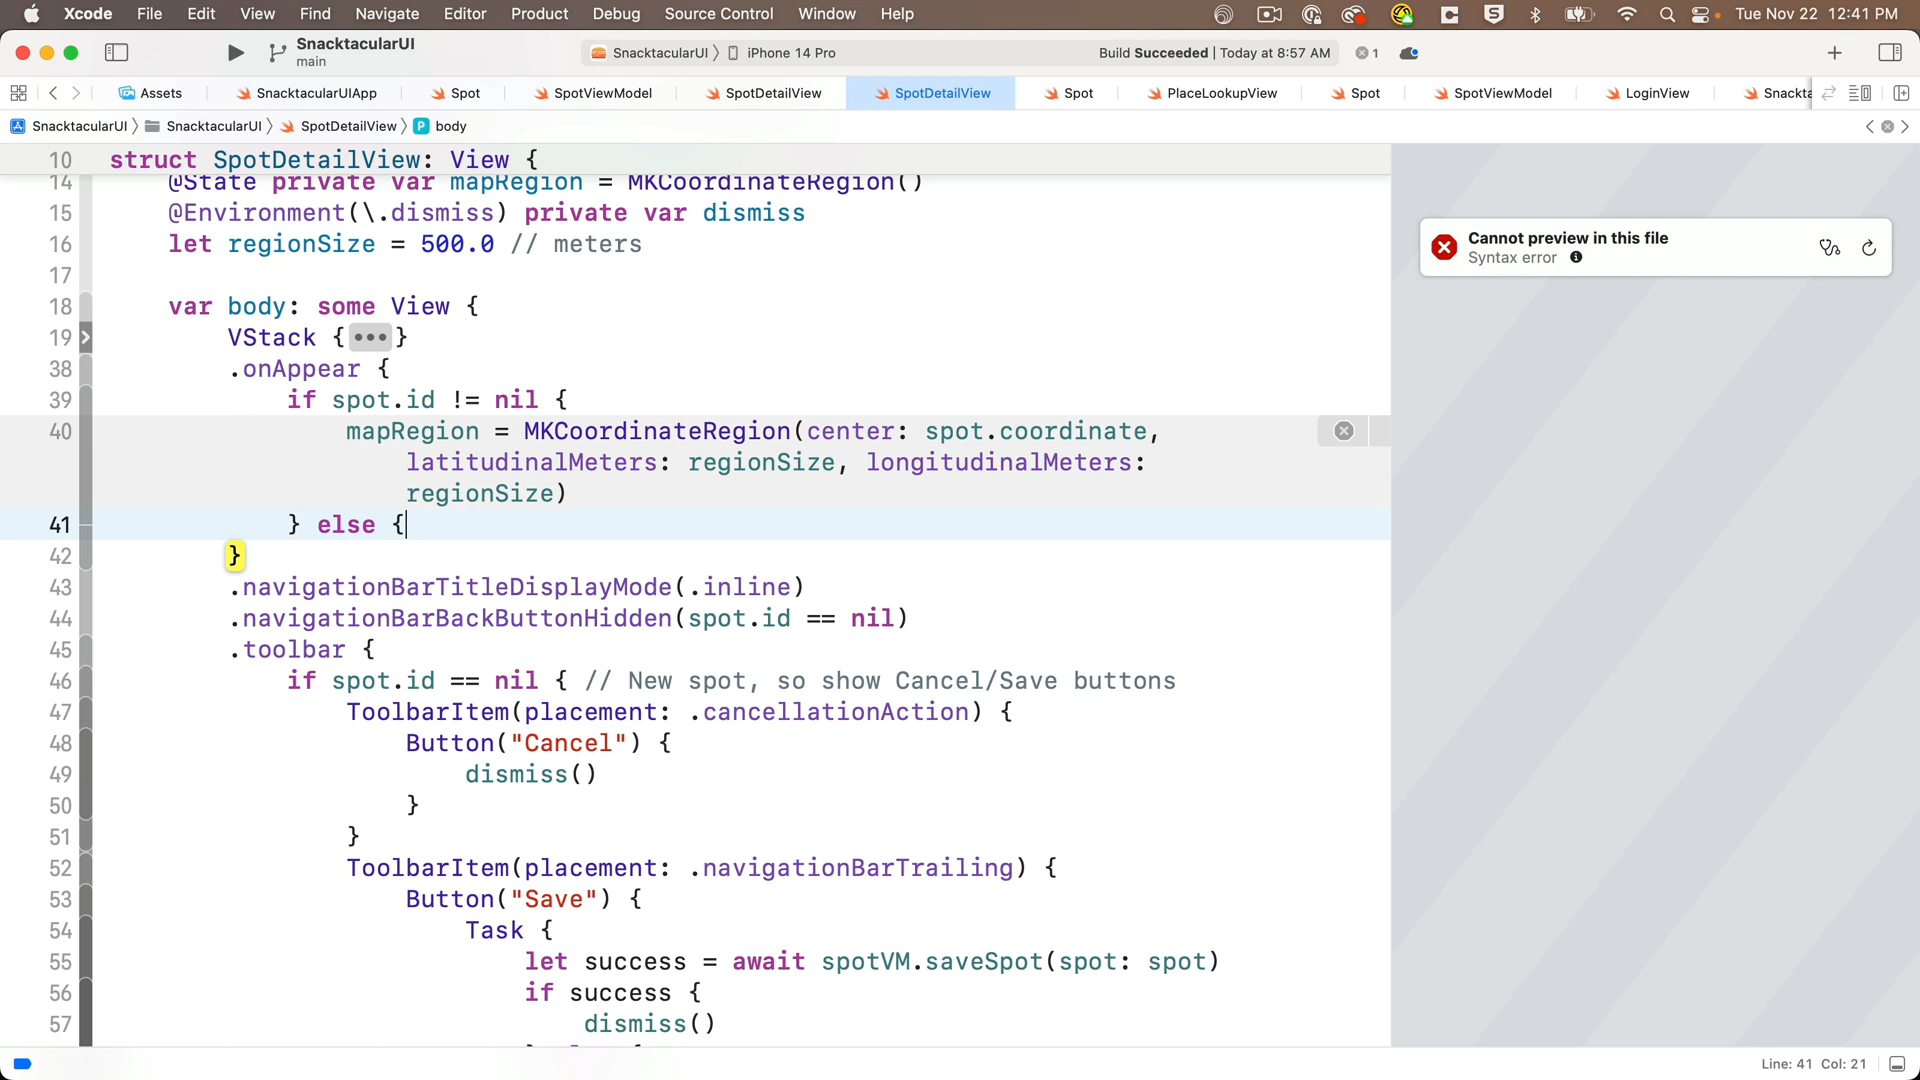 Xcode File Edit View Find Navigate Editor Product Debug Source Control Window Help Tue Nov 22 12:41 PM
SnacktacularUI
main
SnacktacularUI 〉 iPhone 14 Pro
Build Succeeded | Today at 8:57 AM
1
Assets SnacktacularUIApp Spot SpotViewModel SpotDetailView SpotDetailView Spot PlaceLookupView Spot SpotViewModel LoginView Snackta
SnacktacularUI 〉 SnacktacularUI 〉 SpotDetailView 〉 P body
10 struct SpotDetailView: View {
14 @State private var mapRegion = MKCoordinateRegion()
15 @Environment(\.dismiss) private var dismiss
16 let regionSize = 500.0 // meters
17
18 var body: some View {
19 VStack {•••}
38 .onAppear {
39 if spot.id != nil {
40 mapRegion = MKCoordinateRegion(center: spot.coordinate,
latitudinalMeters: regionSize, longitudinalMeters:
regionSize)
41 } else {
42 }
43 .navigationBarTitleDisplayMode(.inline)
44 .navigationBarBackButtonHidden(spot.id == nil)
45 .toolbar {
46 if spot.id == nil { // New spot, so show Cancel/Save buttons
47 ToolbarItem(placement: .cancellationAction) {
48 Button("Cancel") {
49 dismiss()
50 }
51 }
52 ToolbarItem(placement: .navigationBarTrailing) {
53 Button("Save") {
54 Task {
55 let success = await spotVM.saveSpot(spot: spot)
56 if success {
57 dismiss()
Cannot preview in this file
Syntax error
Line: 41 Col: 21